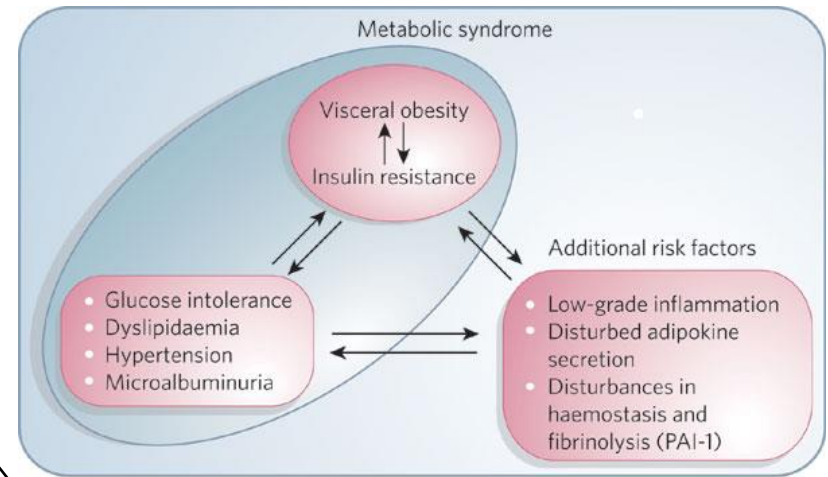 Metabolic syndrome
Visceral obesity
Insulin resistance
Additional risk factors
• Glucose intolerance
• Dyslipidaemia
• Hypertension
• Microalbuminuria
• Low-grade inflammation
• Disturbed adipokine
secretion
• Disturbances in
haemostasis and
fibrinolysis (PAI-1)